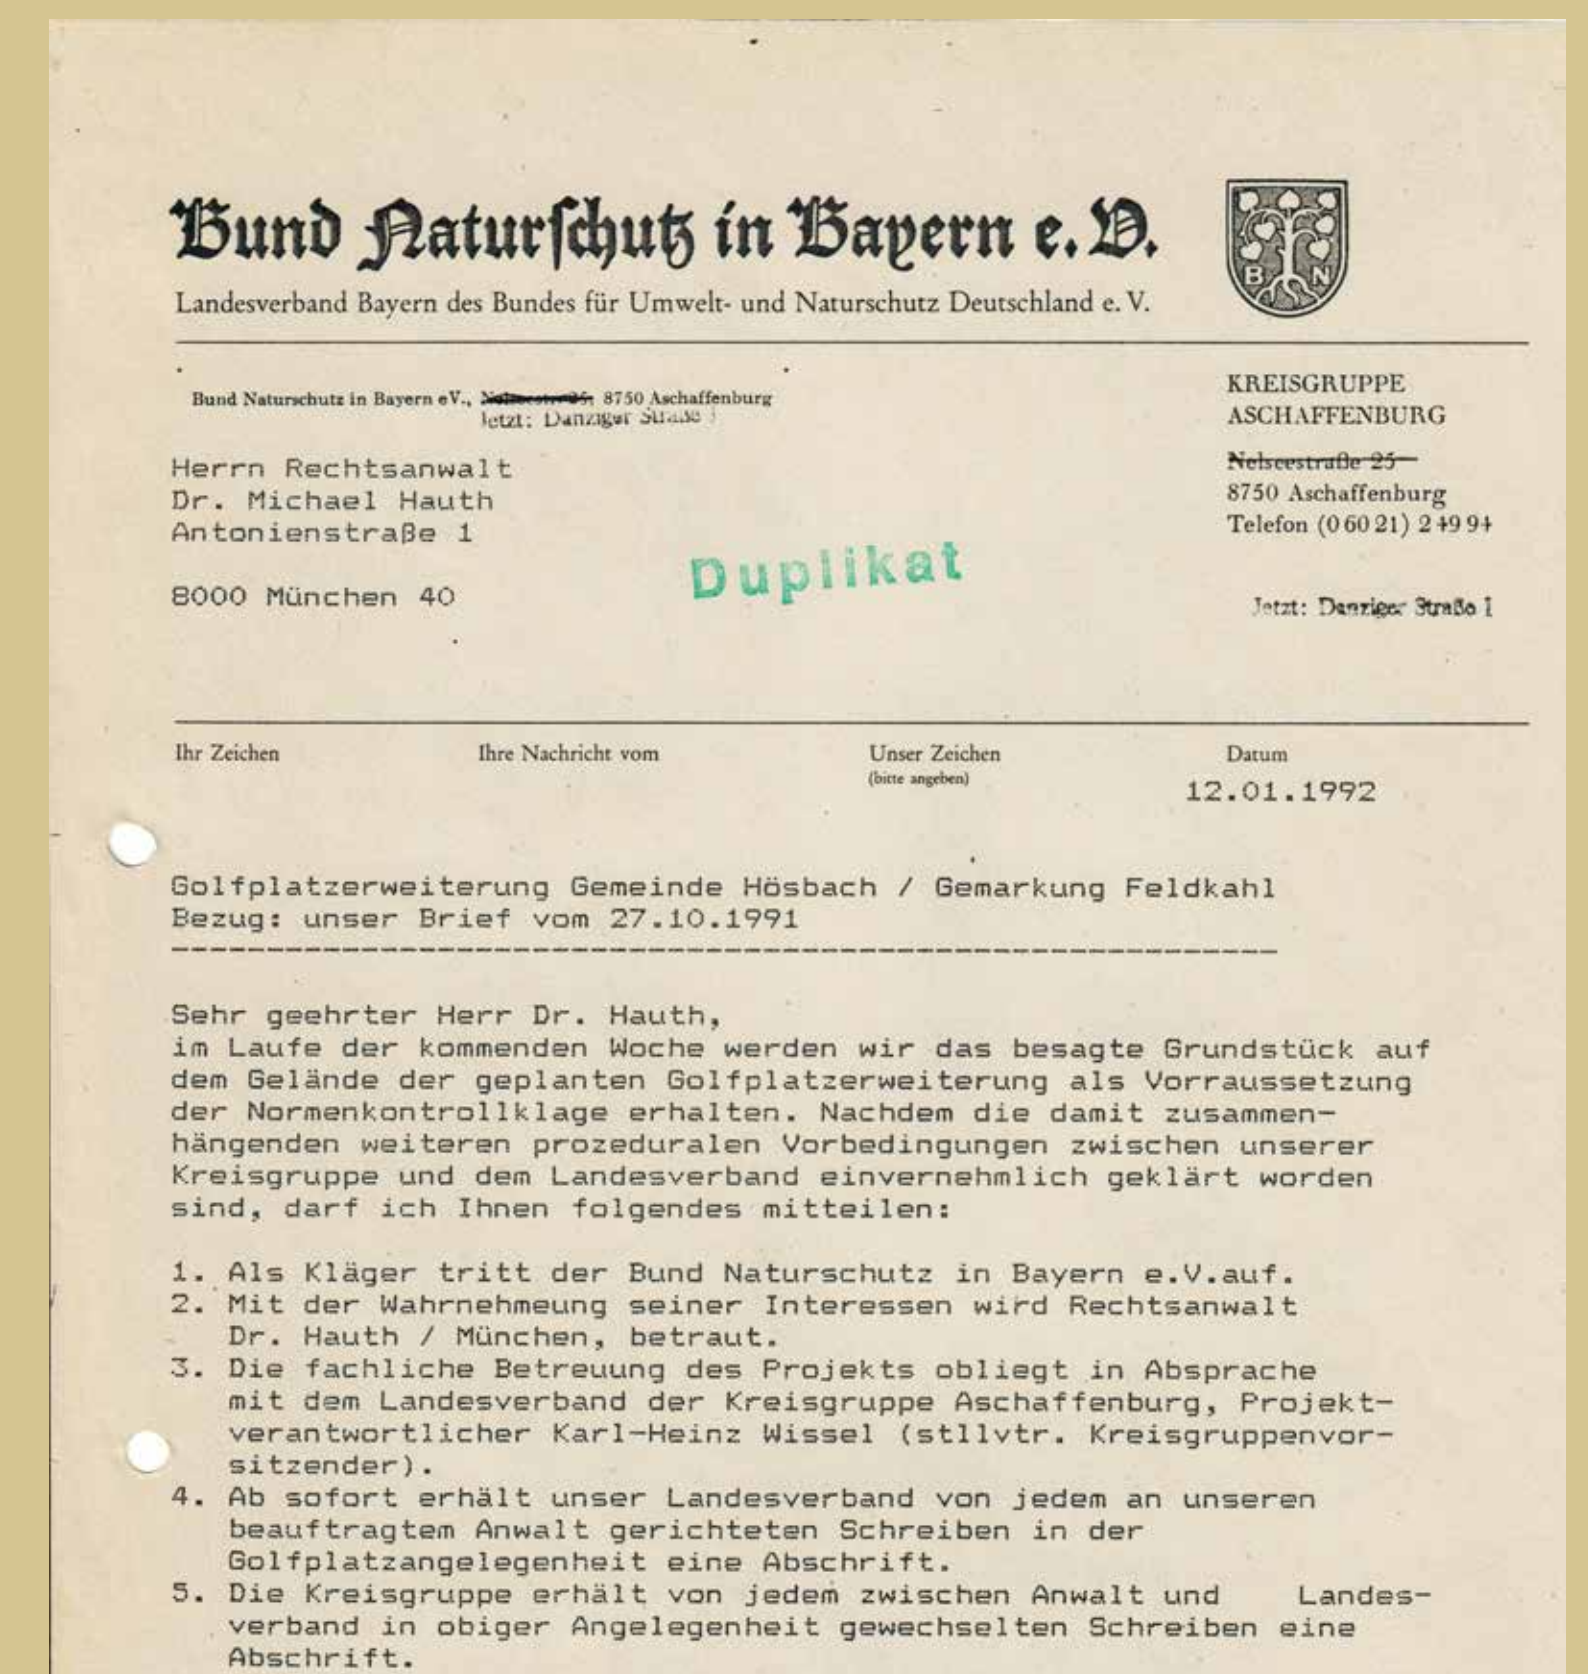 Bund Naturschutz in Bayern e. V.
Landesverband Bayern des Bundes für Umwelt- und Naturschutz Deutschland e. V.
B N
Bund Naturschutz in Bayern eV., 8750 Aschaffenburg
Jetzt: Danziger Straße 1
KREISGRUPPE
ASCHAFFENBURG
Nelseestraße 25
8750 Aschaffenburg
Telefon (0 60 21) 2 49 94
Jetzt: Danziger Straße 1
Herrn Rechtsanwalt
Dr. Michael Hauth
Antonienstraße 1
8000 München 40
Duplikat
Ihr Zeichen Ihre Nachricht vom Unser Zeichen Datum
(bitte angeben)
12.01.1992
Golfplatzerweiterung Gemeinde Hösbach / Gemarkung Feldkahl
Bezug: unser Brief vom 27.10.1991
----------------------------------------------------------
Sehr geehrter Herr Dr. Hauth,
im Laufe der kommenden Woche werden wir das besagte Grundstück auf
dem Gelände der geplanten Golfplatzerweiterung als Vorraussetzung
der Normenkontrollklage erhalten. Nachdem die damit zusammen-
hängenden weiteren prozeduralen Vorbedingungen zwischen unserer
Kreisgruppe und dem Landesverband einvernehmlich geklärt worden
sind, darf ich Ihnen folgendes mitteilen:
1. Als Kläger tritt der Bund Naturschutz in Bayern e.V.auf.
2. Mit der Wahrnehmeung seiner Interessen wird Rechtsanwalt
Dr. Hauth / München, betraut.
3. Die fachliche Betreuung des Projekts obliegt in Absprache
mit dem Landesverband der Kreisgruppe Aschaffenburg, Projekt-
verantwortlicher Karl-Heinz Wissel (stllvtr. Kreisgruppenvor-
sitzender).
4. Ab sofort erhält unser Landesverband von jedem an unseren
beauftragtem Anwalt gerichteten Schreiben in der
Golfplatzangelegenheit eine Abschrift.
5. Die Kreisgruppe erhält von jedem zwischen Anwalt und Landes-
verband in obiger Angelegenheit gewechselten Schreiben eine
Abschrift.